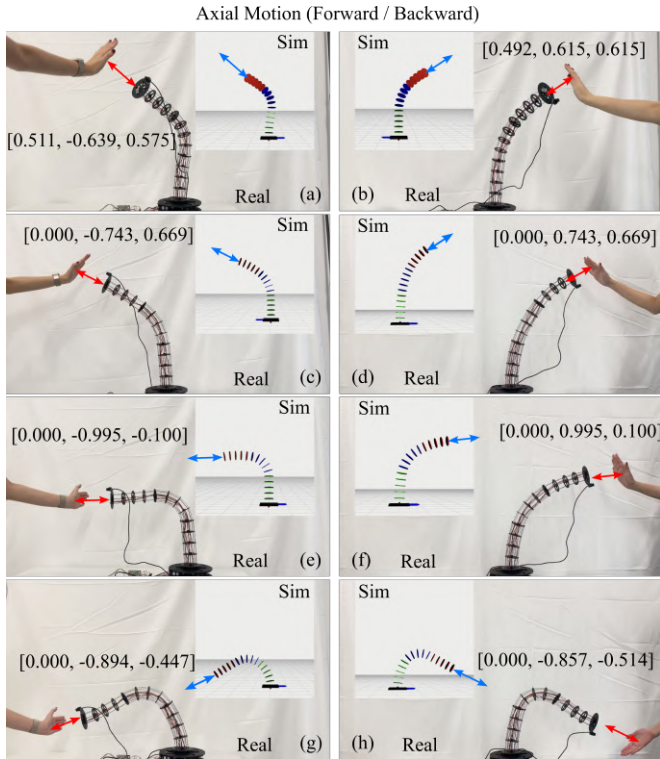 Axial Motion (Forward / Backward)
Sim
[0.511, -0.639, 0.575]
Real
(a)
Sim
[0.492, 0.615, 0.615]
(b)
Real
[0.000, -0.743, 0.669]
Sim
Real
(c)
Sim
[0.000, 0.743, 0.669]
(d)
Real
Sim
[0.000, -0.995, -0.100]
Real
(e)
Sim
[0.000, 0.995, 0.100]
(f)
Real
Sim
[0.000, -0.894, -0.447]
Real
(g)
Sim
[0.000, -0.857, -0.514]
(h)
Real